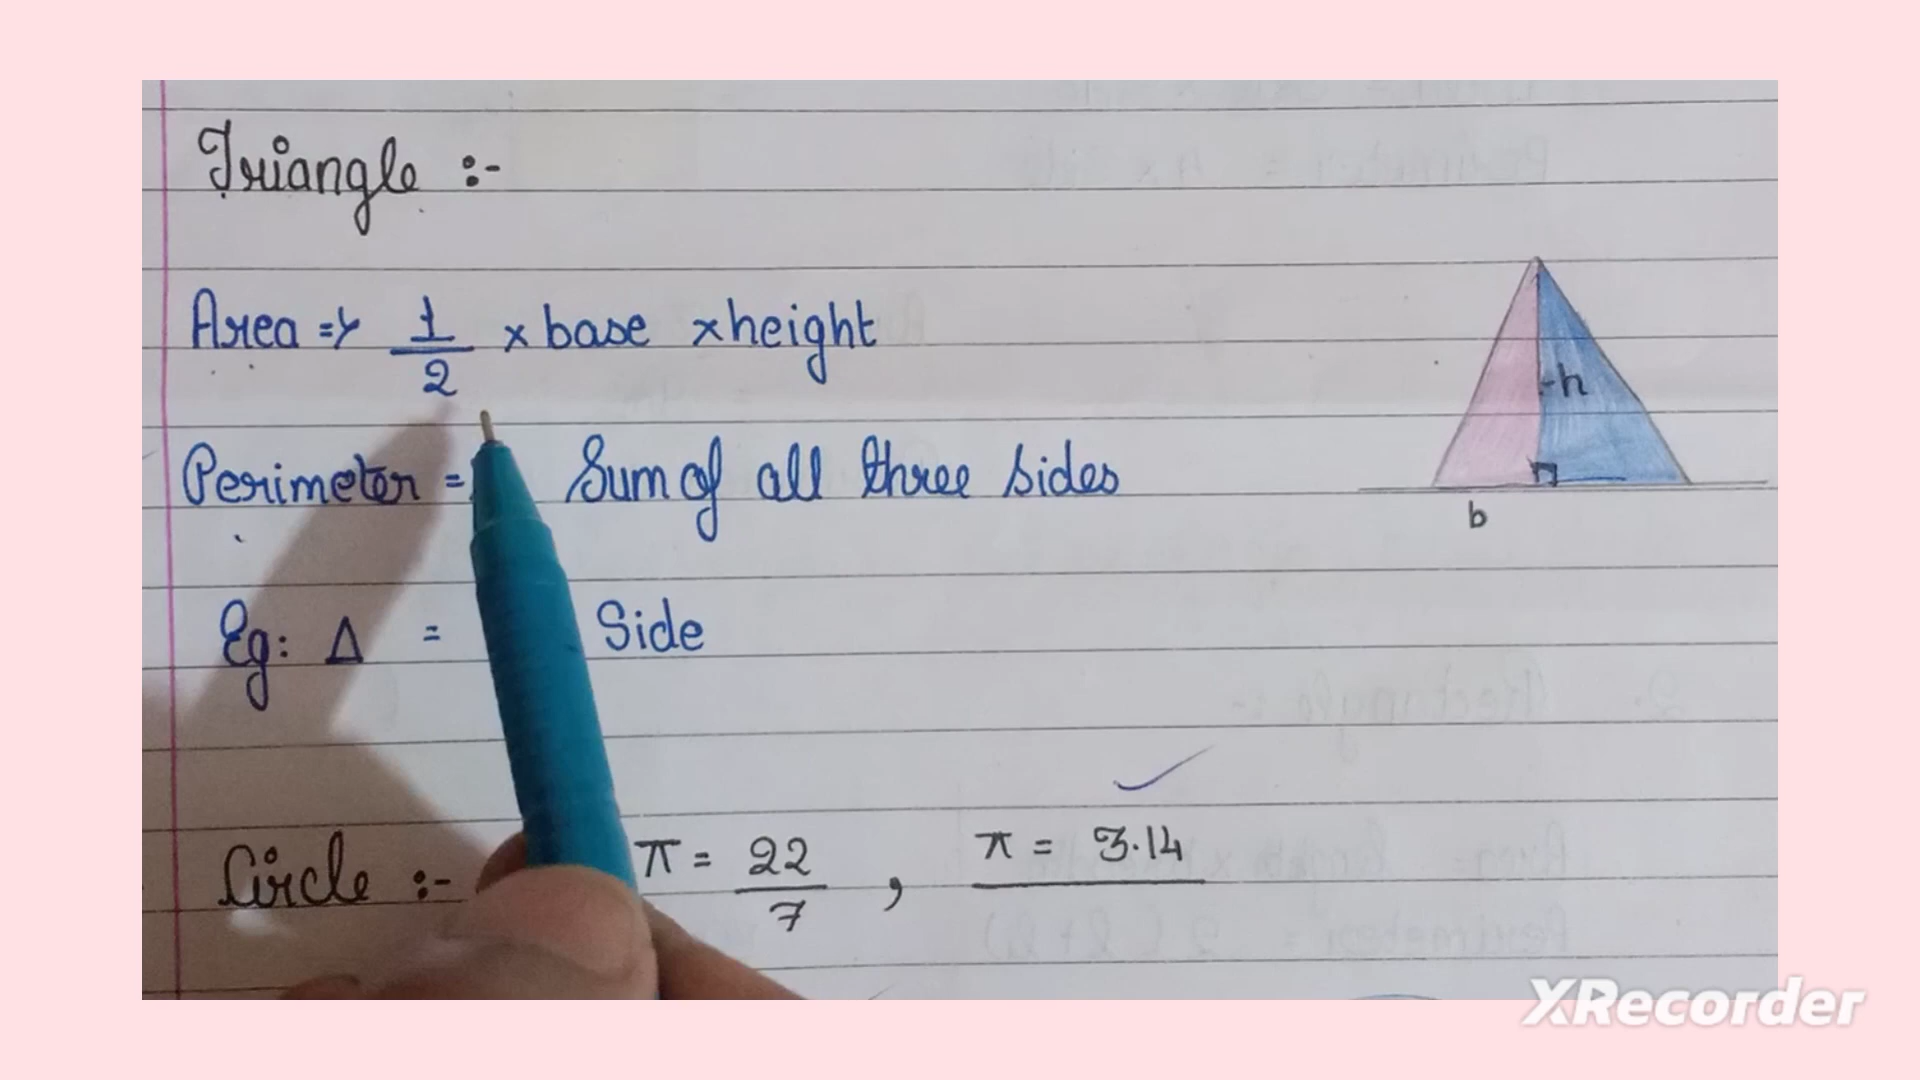 Triangle :-
Area => 1/2 × base × height
Perimeter = Sum of all three sides
Eg: Δ = Side
Circle :- π = 22/7 , π = 3.14
h
b
XRecorder